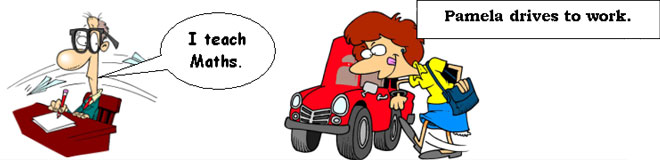 I teach
Maths.
Pamela drives to work.